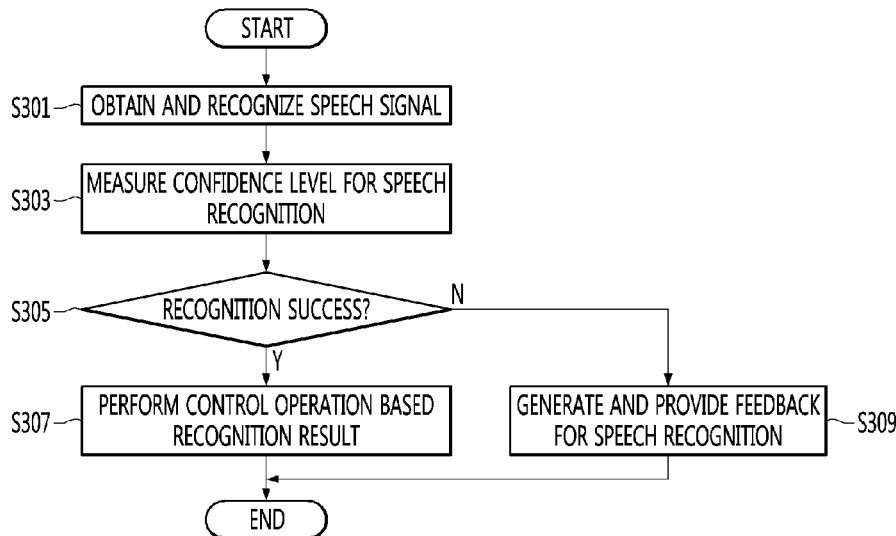 START
S301
OBTAIN AND RECOGNIZE SPEECH SIGNAL
S303
MEASURE CONFIDENCE LEVEL FOR SPEECH
RECOGNITION
S305
RECOGNITION SUCCESS?
N
Y
S307
PERFORM CONTROL OPERATION BASED
RECOGNITION RESULT
GENERATE AND PROVIDE FEEDBACK
FOR SPEECH RECOGNITION
S309
END